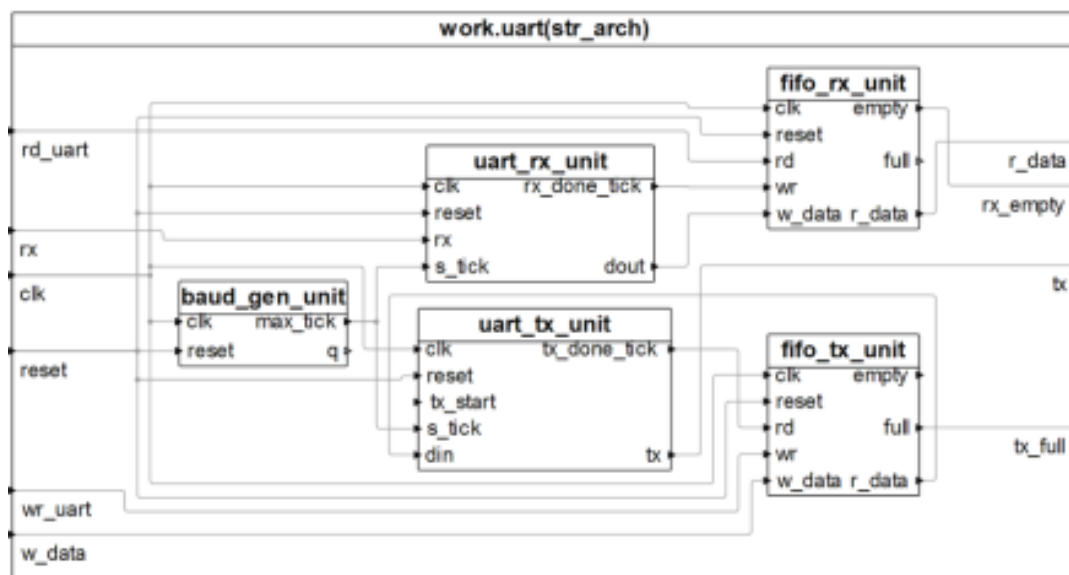 work.uart(str_arch)
fifo_rx_unit
clk empty
reset
rd full
wr
w_data r_data
rd_uart
r_data
rx_empty
uart_rx_unit
clk rx_done_tick
reset
rx
s_tick dout
rx
clk
tx
baud_gen_unit
clk max_tick
reset q
uart_tx_unit
clk tx_done_tick
reset
tx_start
s_tick
din tx
fifo_tx_unit
clk empty
reset
rd full
wr
w_data r_data
reset
tx_full
wr_uart
w_data